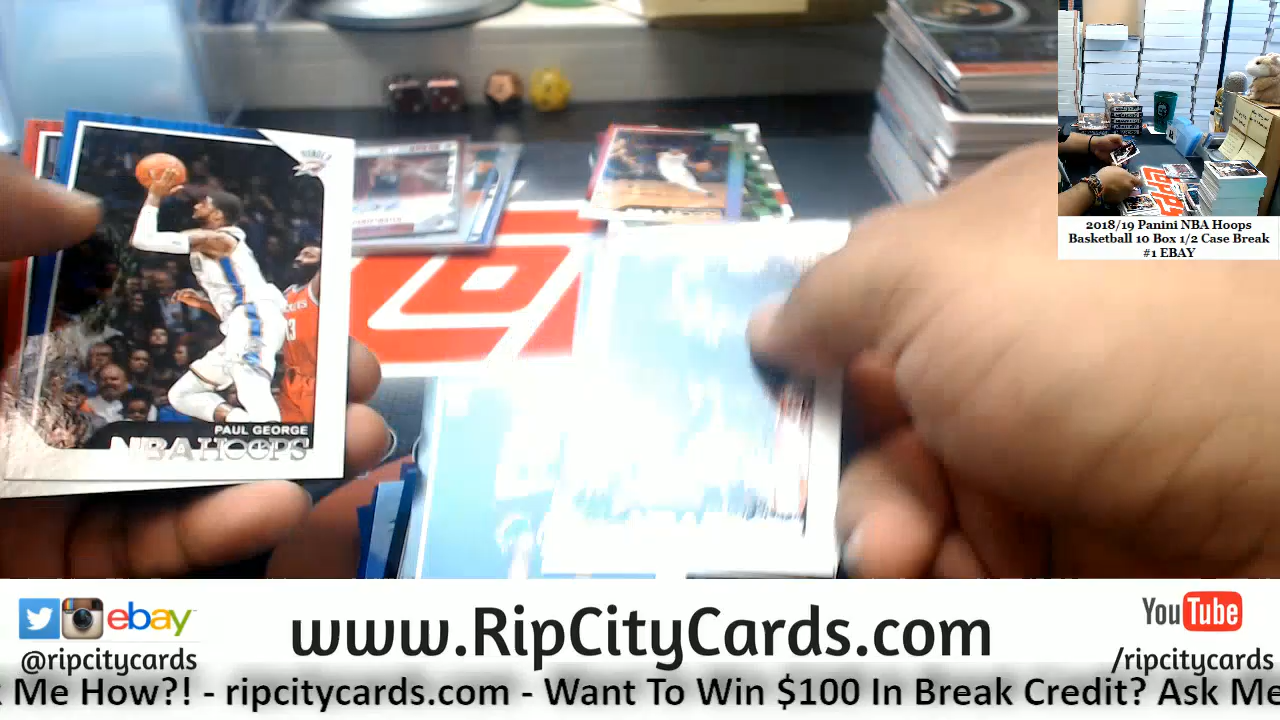 PAUL GEORGE
NBA HOOPS
2018/19 Panini NBA Hoops
Basketball 10 Box 1/2 Case Break
#1 EBAY
ebay
@ripcitycards
www.RipCityCards.com
YouTube
/ripcitycards
Me How?! - ripcitycards.com - Want To Win $100 In Break Credit? Ask Me